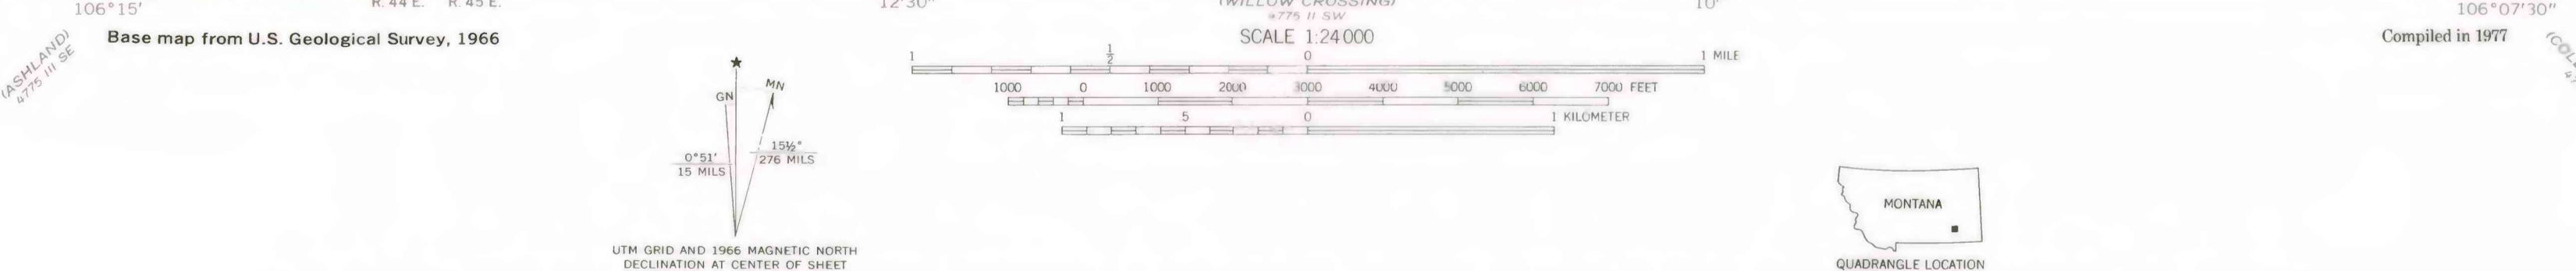 106°15' R. 44 E. R. 45 E. 12'30" (WILLOW CROSSING) 10' 106°07'30"
4775 II SW
(ASHLAND)
4775 III SE
Base map from U.S. Geological Survey, 1966
SCALE 1:24 000
Compiled in 1977
1 1/2 0 1 MILE
1000 0 1000 2000 3000 4000 5000 6000 7000 FEET
1 5 0 1 KILOMETER
★
GN MN
0°51'
15 MILS
15½°
276 MILS
UTM GRID AND 1966 MAGNETIC NORTH
DECLINATION AT CENTER OF SHEET
MONTANA
QUADRANGLE LOCATION